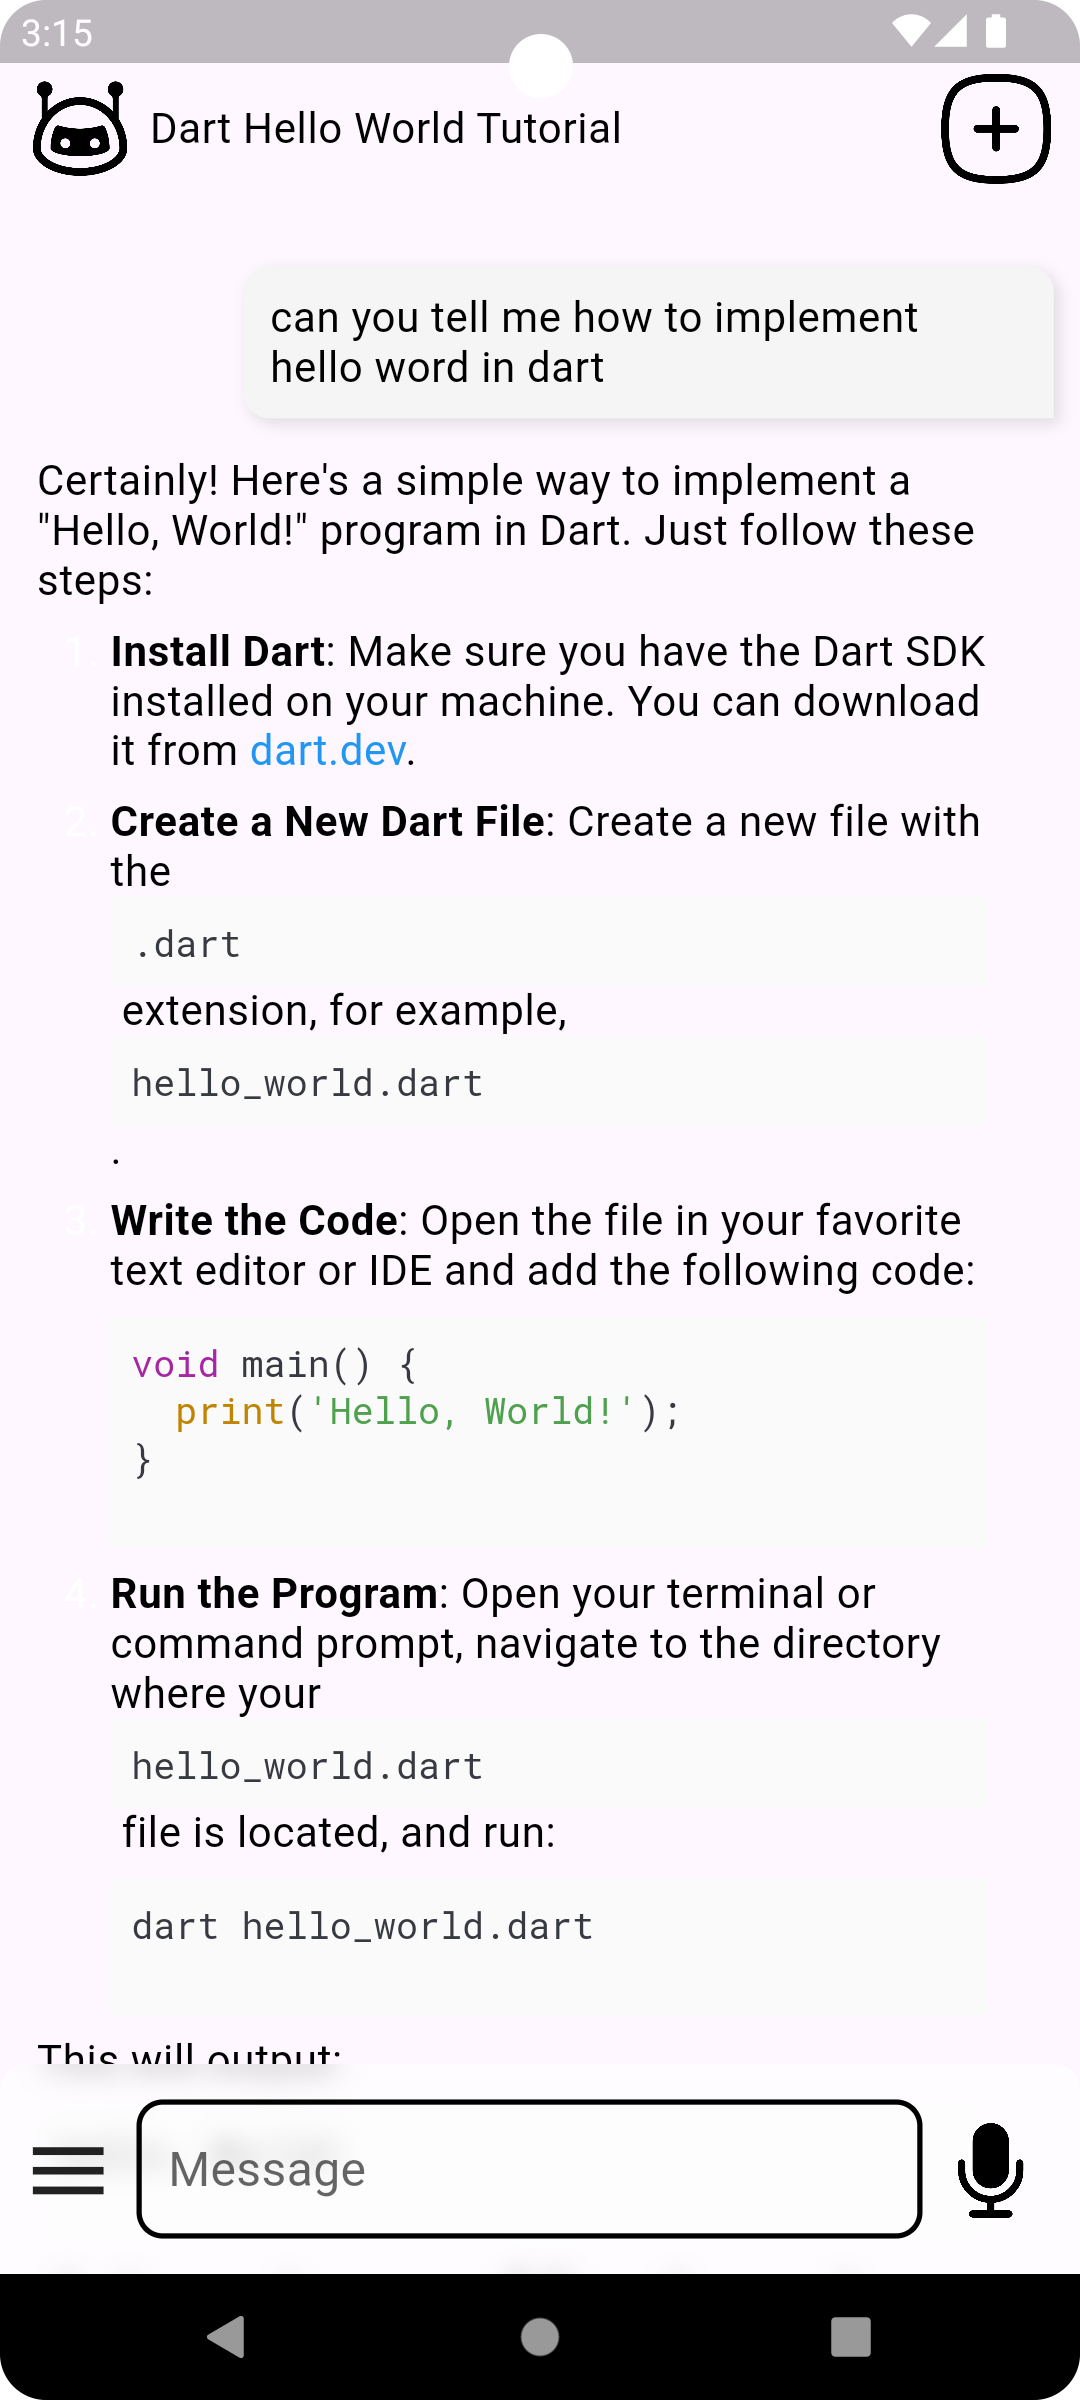 3:15
Dart Hello World Tutorial
can you tell me how to implement
hello word in dart
Certainly! Here's a simple way to implement a
"Hello, World!" program in Dart. Just follow these
steps:
1. Install Dart: Make sure you have the Dart SDK
installed on your machine. You can download
it from dart.dev.
2. Create a New Dart File: Create a new file with
the
.dart
extension, for example,
hello_world.dart
.
3. Write the Code: Open the file in your favorite
text editor or IDE and add the following code:
void main() {
  print('Hello, World!');
}
4. Run the Program: Open your terminal or
command prompt, navigate to the directory
where your
hello_world.dart
file is located, and run:
dart hello_world.dart
This will output:
Message